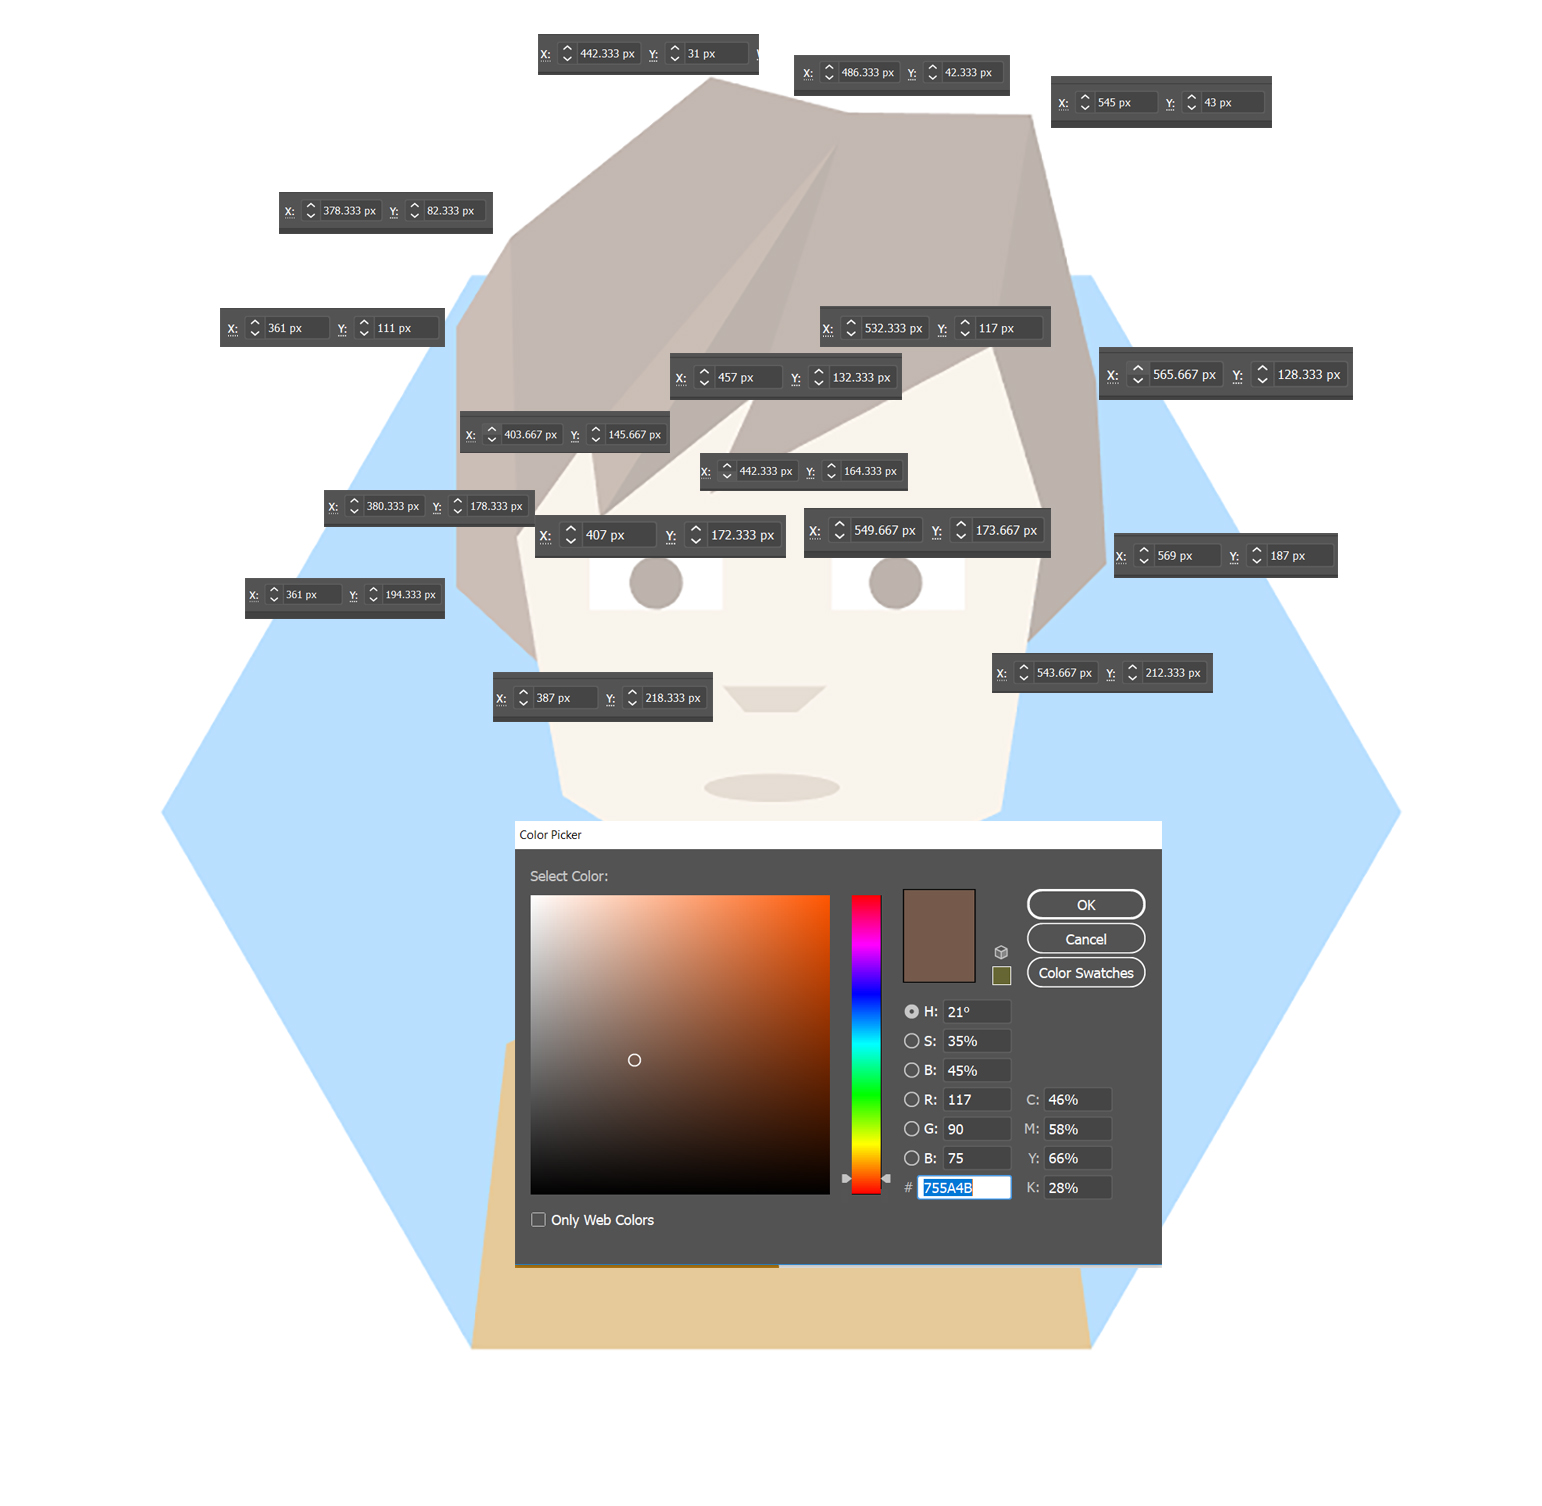 X: 442.333 px Y: 31 px
X: 486.333 px Y: 42.333 px
X: 545 px Y: 43 px
X: 378.333 px Y: 82.333 px
X: 361 px Y: 111 px
X: 532.333 px Y: 117 px
X: 457 px Y: 132.333 px
X: 565.667 px Y: 128.333 px
X: 403.667 px Y: 145.667 px
X: 442.333 px Y: 164.333 px
X: 380.333 px Y: 178.333 px
X: 407 px Y: 172.333 px
X: 549.667 px Y: 173.667 px
X: 569 px Y: 187 px
X: 361 px Y: 194.333 px
X: 543.667 px Y: 212.333 px
X: 387 px Y: 218.333 px
Color Picker
Select Color:
OK
Cancel
Color Swatches
H: 21º
S: 35%
B: 45%
R: 117 C: 46%
G: 90 M: 58%
B: 75 Y: 66%
# 755A4B K: 28%
Only Web Colors